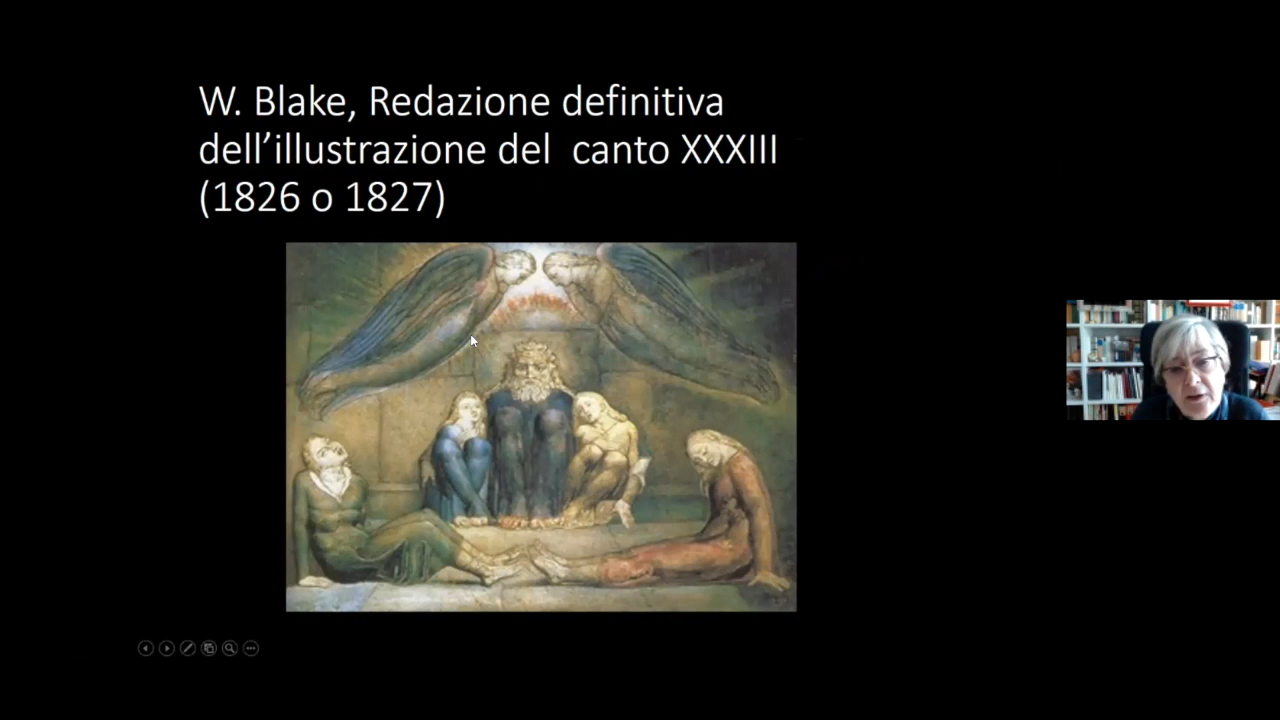 W. Blake, Redazione definitiva
dell’illustrazione del  canto XXXIII
(1826 o 1827)